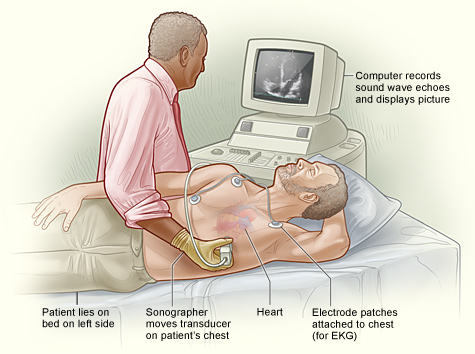 Computer records
sound wave echoes
and displays picture
Patient lies on
bed on left side
Sonographer
moves transducer
on patient's chest
Heart
Electrode patches
attached to chest
(for EKG)